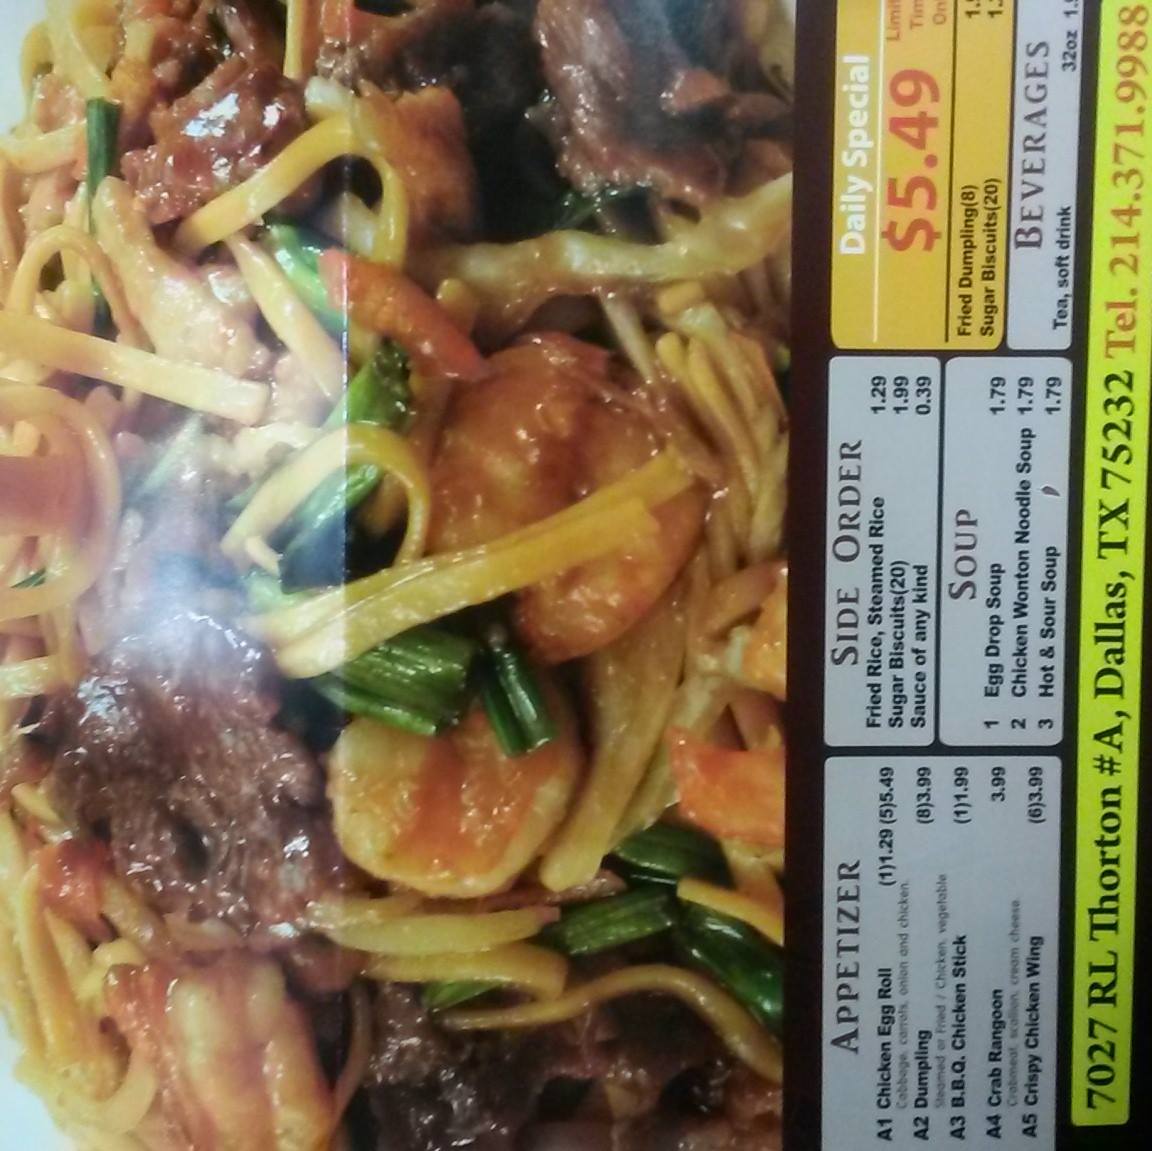 APPETIZER
A1 Chicken Egg Roll (1)1.29 (5)5.49
Cabbage, carrots, onion and chicken.
A2 Dumpling (8)3.99
Steamed or Fried / Chicken, vegetable
A3 B.B.Q. Chicken Stick (1)1.99
A4 Crab Rangoon 3.99
Crabmeat, scallion, cream cheese.
A5 Crispy Chicken Wing (6)3.99
SIDE ORDER
Fried Rice, Steamed Rice 1.29
Sugar Biscuits(20) 1.99
Sauce of any kind 0.39
SOUP
1 Egg Drop Soup 1.79
2 Chicken Wonton Noodle Soup 1.79
3 Hot & Sour Soup 1.79
Daily Special
$5.49
Fried Dumpling(8)
Sugar Biscuits(20)
BEVERAGES
Tea, soft drink 32oz
7027 RL Thorton #A, Dallas, TX 75232 Tel. 214.371.9988